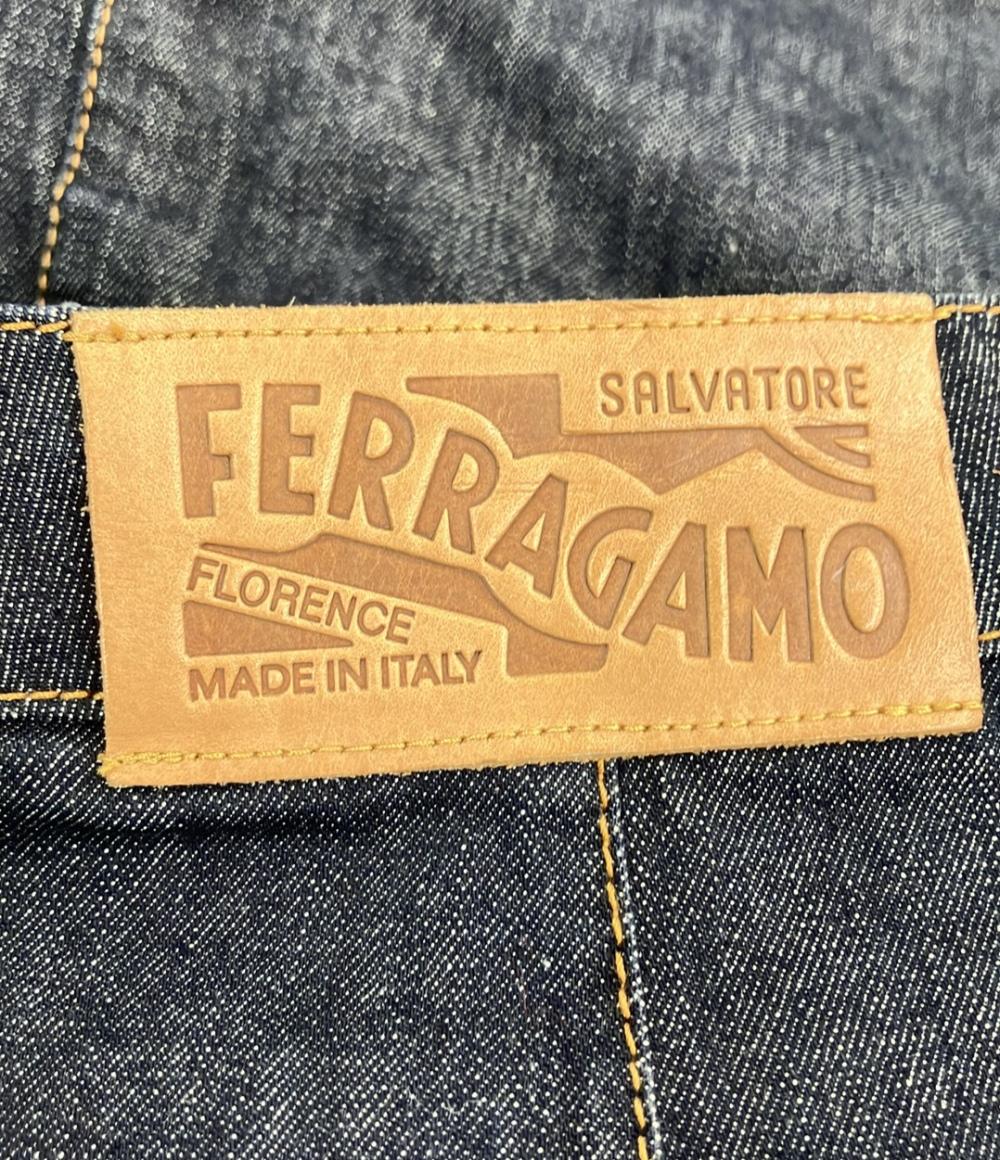 SALVATORE
FERRAGAMO
FLORENCE
MADE IN ITALY